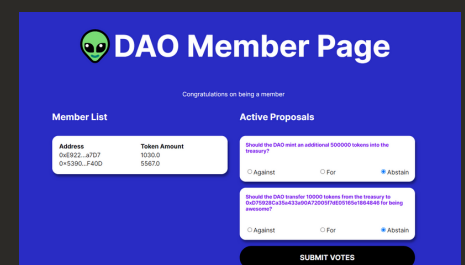 DAO Member Page
Congratulations on being a member
Member List
Active Proposals
Address Token Amount
0xE922...a7D7 1030.0
0x5390...F40D 5567.0
Should the DAO mint an additional 500000 tokens into the
treasury?
Against For Abstain
Should the DAO transfer 10000 tokens from the treasury to
for being
awesome?
Against For Abstain
SUBMIT VOTES